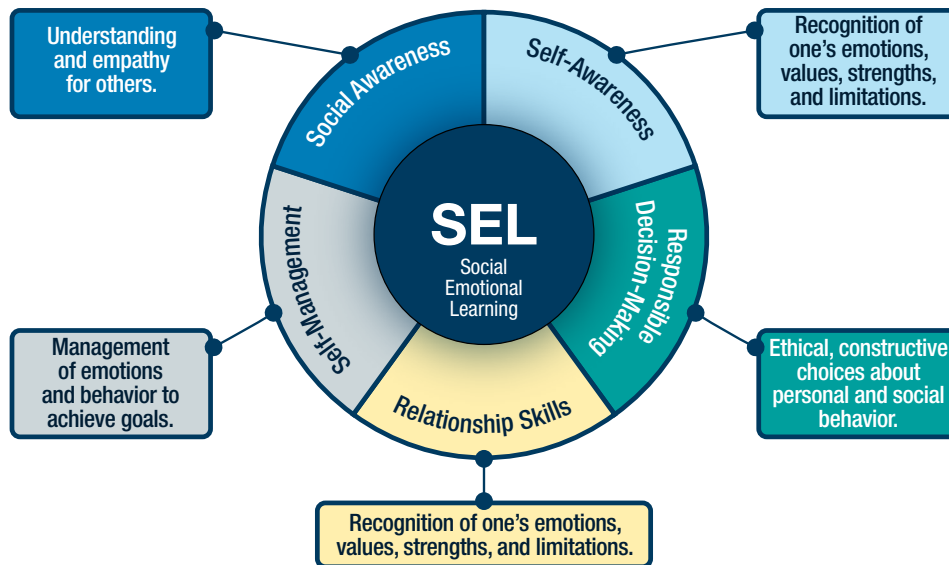 Understanding
and empathy
for others.
Social Awareness
Self-Awareness
Recognition of
one's emotions,
values, strengths,
and limitations.
SEL
Social
Emotional
Learning
Self-Management
Responsible
Decision-Making
Management
of emotions
and behavior to
achieve goals.
Ethical, constructive
choices about
personal and social
behavior.
Relationship Skills
Recognition of one's emotions,
values, strengths, and limitations.